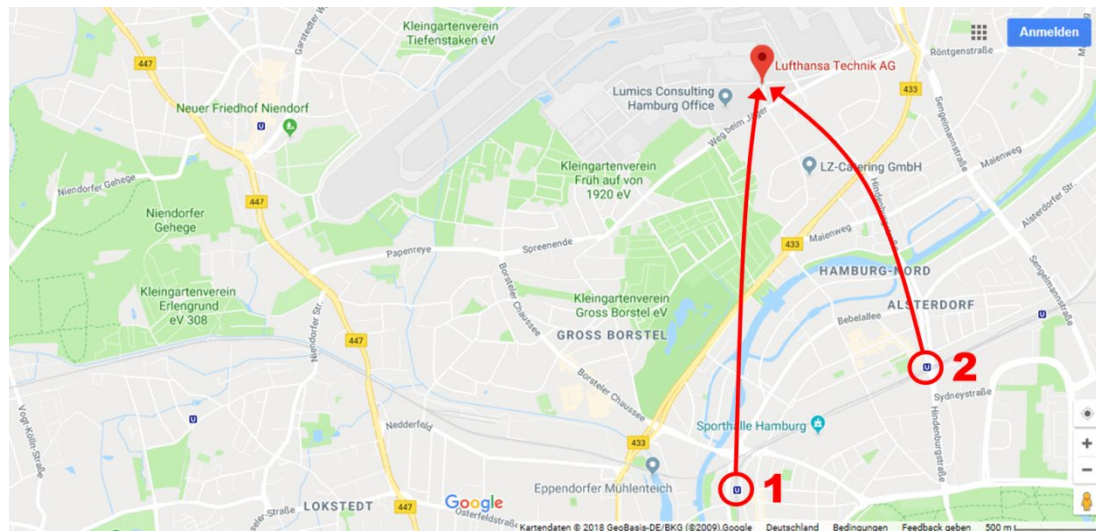 Kleingartenverein
Tiefenstaken eV
Garstedter W
447
Anmelden
Röntgenstraße
Lufthansa Technik AG
433
Lumics Consulting
Hamburg Office
Neuer Friedhof Niendorf
U
Weg beim Jäger
Sengelmannstraße
LZ-Catering GmbH
Maienweg
Kleingartenverein
Früh auf von
1920 eV
Niendorfer Gehege
447
Niendorfer
Gehege
Alsterdorfer Str.
Maienweg
433
Spreenende
Papenreye
HAMBURG-NORD
Borsteler Chaussee
Kleingartenverein
Erlengrund
eV 308
Kleingartenverein
Gross Borstel eV
ALSTERDORF
Sengelmannstraße
Bebelallee
GROSS BORSTEL
Niendorfer Str.
U
447
U
2
Borsteler Chaussee
Sydneystraße
Vogt-Kölln-Straße
U
Nedderfeld
Sporthalle Hamburg
Hindenburgstraße
433
Eppendorfer Mühlenteich
U
1
LOKSTEDT
447
Google
Osterfeldstraße
Kartendaten © 2018 GeoBasis-DE/BKG (©2009),Google Deutschland Bedingungen Feedback geben 500 m